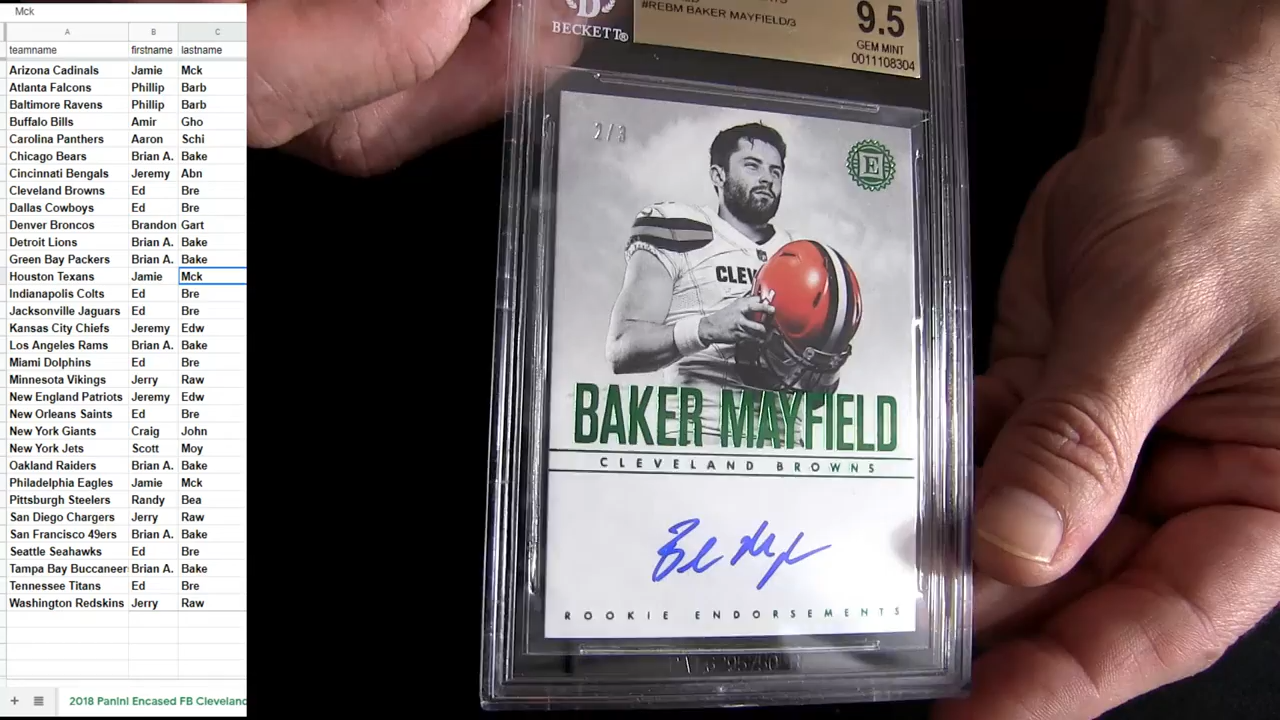 Mck
A B C
teamname firstname lastname
Arizona Cadinals Jamie Mck
Atlanta Falcons Phillip Barb
Baltimore Ravens Phillip Barb
Buffalo Bills Amir Gho
Carolina Panthers Aaron Schi
Chicago Bears Brian A. Bake
Cincinnati Bengals Jeremy Abn
Cleveland Browns Ed Bre
Dallas Cowboys Ed Bre
Denver Broncos Brandon Gart
Detroit Lions Brian A. Bake
Green Bay Packers Brian A. Bake
Houston Texans Jamie Mck
Indianapolis Colts Ed Bre
Jacksonville Jaguars Ed Bre
Kansas City Chiefs Jeremy Edw
Los Angeles Rams Brian A. Bake
Miami Dolphins Ed Bre
Minnesota Vikings Jerry Raw
New England Patriots Jeremy Edw
New Orleans Saints Ed Bre
New York Giants Craig John
New York Jets Scott Moy
Oakland Raiders Brian A. Bake
Philadelphia Eagles Jamie Mck
Pittsburgh Steelers Randy Bea
San Diego Chargers Jerry Raw
San Francisco 49ers Brian A. Bake
Seattle Seahawks Ed Bre
Tampa Bay Buccaneer Brian A. Bake
Tennessee Titans Ed Bre
Washington Redskins Jerry Raw
2018 Panini Encased FB Cleveland
BECKETT®
#REBM BAKER MAYFIELD/3
9.5
GEM MINT
0011108304
2/3
E
CLEV
BAKER MAYFIELD
CLEVELAND BROWNS
ROOKIE ENDORSEMENTS